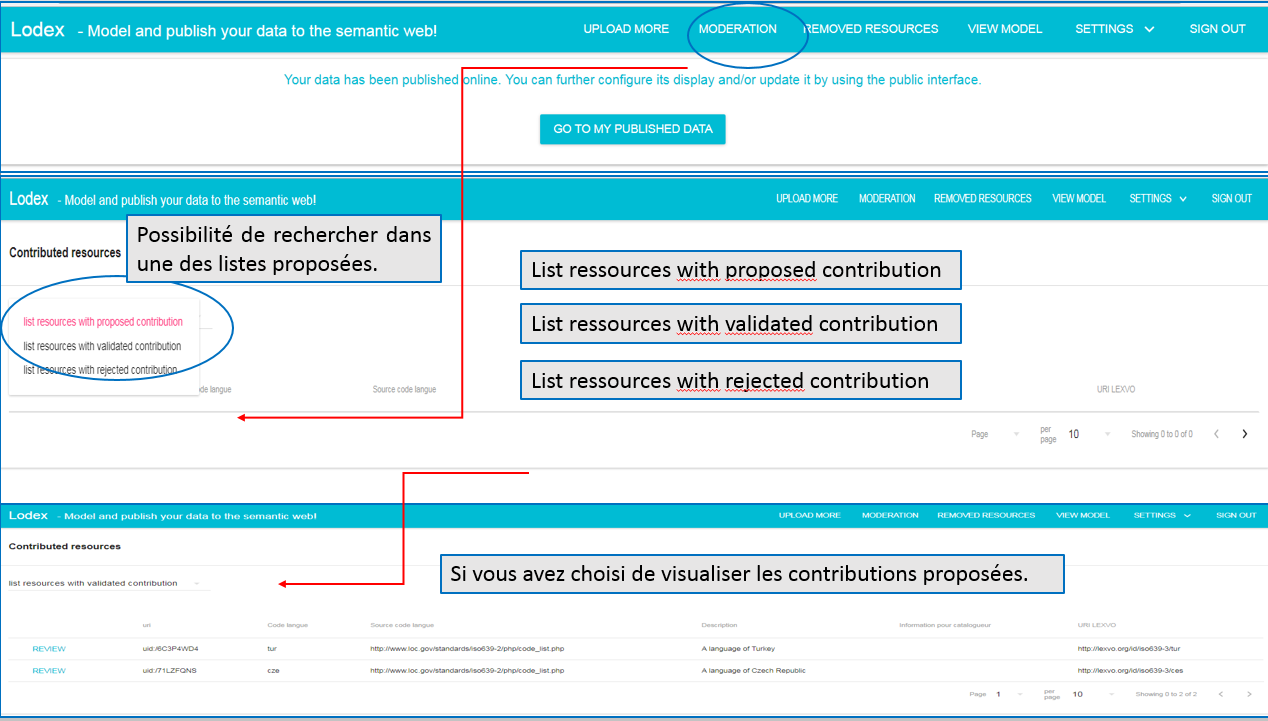 Lodex - Model and publish your data to the semantic web! UPLOAD MORE MODERATION REMOVED RESOURCES VIEW MODEL SETTINGS SIGN OUT
Your data has been published online. You can further configure its display and/or update it by using the public interface.
GO TO MY PUBLISHED DATA
Lodex - Model and publish your data to the semantic web! UPLOAD MORE MODERATION REMOVED RESOURCES VIEW MODEL SETTINGS SIGN OUT
Contributed resources
Possibilité de rechercher dans
une des listes proposées.
List ressources with proposed contribution
List ressources with validated contribution
List ressources with rejected contribution
list resources with proposed contribution
list resources with validated contribution
list resources with rejected contribution
de langue Source code langue URI LEXVO
Page per page 10 Showing 0 to 0 of 0
Lodex - Model and publish your data to the semantic web! UPLOAD MORE MODERATION REMOVED RESOURCES VIEW MODEL SETTINGS SIGN OUT
Contributed resources
Si vous avez choisi de visualiser les contributions proposées.
list resources with validated contribution
uri Code langue Source code langue Description Information pour catalogueur URI LEXVO
REVIEW uid:/6C3P4WD4 tur http://www.loc.gov/standards/iso639-2/php/code_list.php A language of Turkey http://lexvo.org/id/iso639-3/tur
REVIEW uid:/71LZFQNS cze http://www.loc.gov/standards/iso639-2/php/code_list.php A language of Czech Republic http://lexvo.org/id/iso639-3/ces
Page 1 per page 10 Showing 0 to 2 of 2